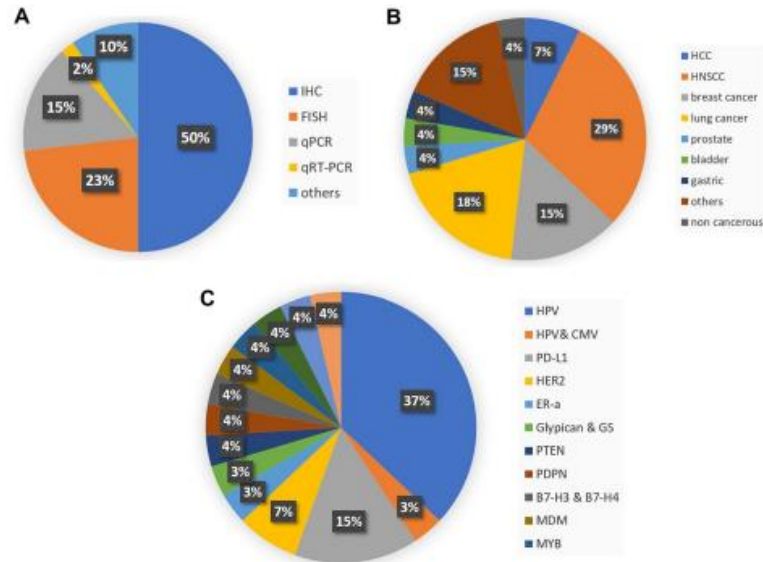 A
10%
2%
15%
50%
23%
IHC
FISH
qPCR
qRT-PCR
others
B
4%
7%
15%
29%
4%
4%
4%
18%
15%
HCC
HNSCC
breast cancer
lung cancer
prostate
bladder
gastric
others
non cancerous
C
4%
4%
4%
4%
4%
4%
4%
4%
3%
3%
7%
15%
3%
37%
HPV
HPV& CMV
PD-L1
HER2
ER-a
Glypican & GS
PTEN
PDPN
B7-H3 & B7-H4
MDM
MYB